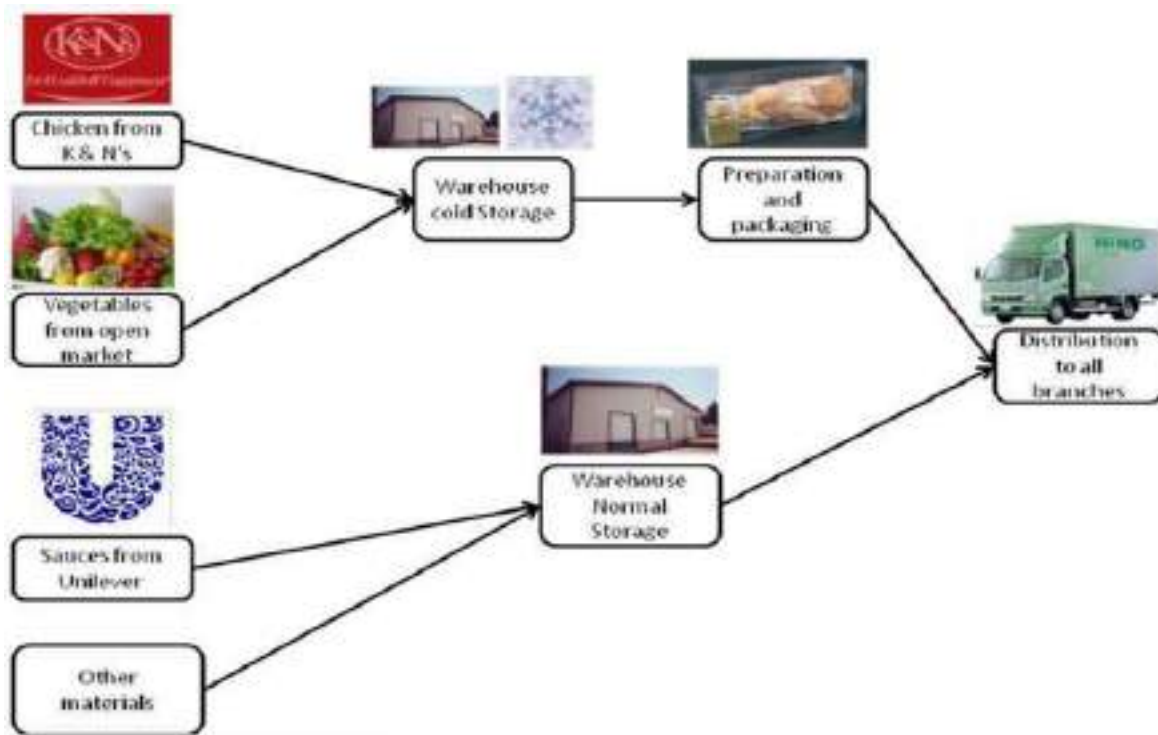 K&N's
Chicken from
K & N's
Warehouse
cold Storage
Preparation
and
packaging
Vegetables
from open
market
HINO
Distribution
to all
branches
Warehouse
Normal
Storage
Sauces from
Unilever
Other
materials